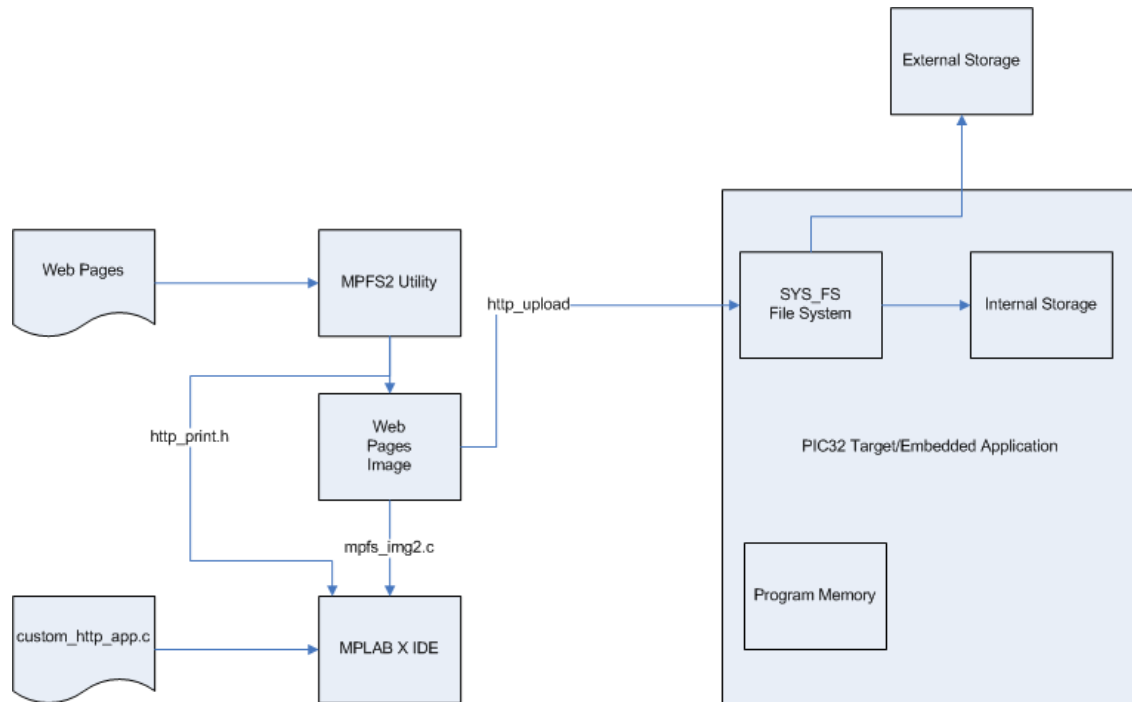 External Storage
Web Pages
MPFS2 Utility
http_upload
SYS_FS
File System
Internal Storage
http_print.h
Web
Pages
Image
PIC32 Target/Embedded Application
mpfs_img2.c
Program Memory
custom_http_app.c
MPLAB X IDE